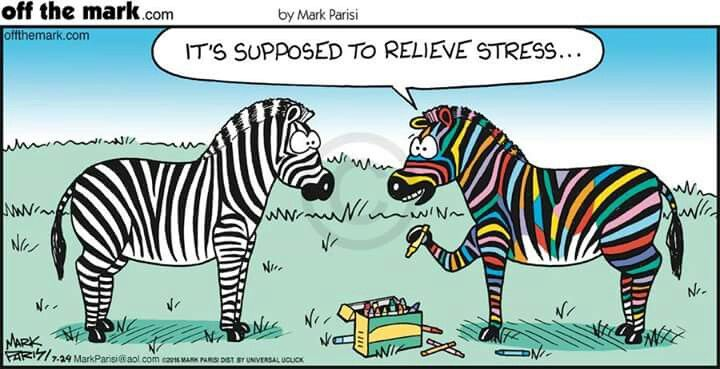 off the mark.com by Mark Parisi
offthemark.com
IT'S SUPPOSED TO RELIEVE STRESS...
©
MARK
PARISI 7-29 MarkParisi@aol.com ©2016 MARK PARISI DIST. BY UNIVERSAL UCLICK